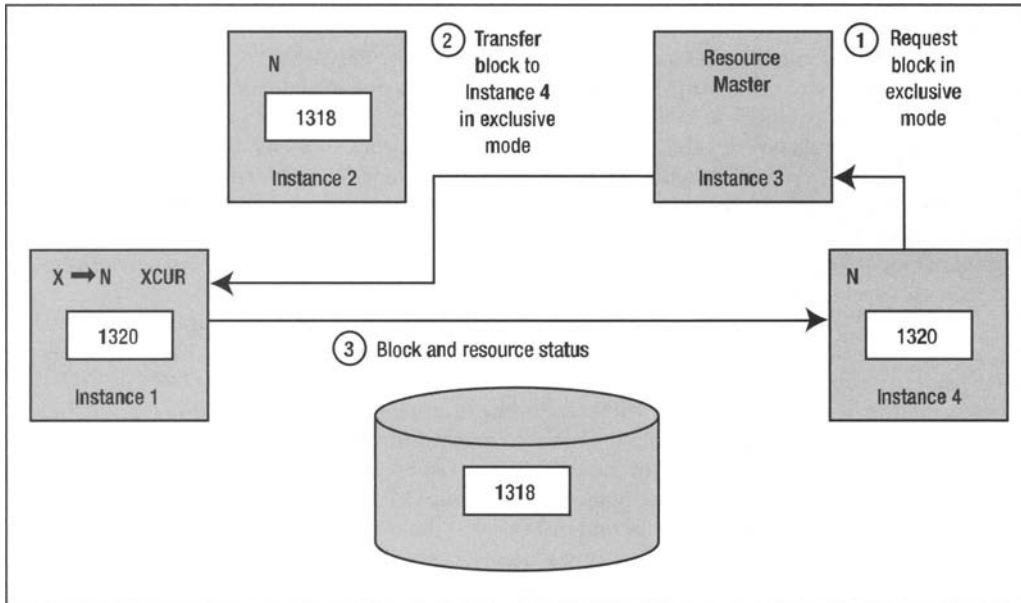 N
1318
Instance 2
2 Transfer
block to
Instance 4
in exclusive
mode
Resource
Master
Instance 3
1 Request
block in
exclusive
mode
X → N XCUR
1320
Instance 1
3 Block and resource status
N
1320
Instance 4
1318